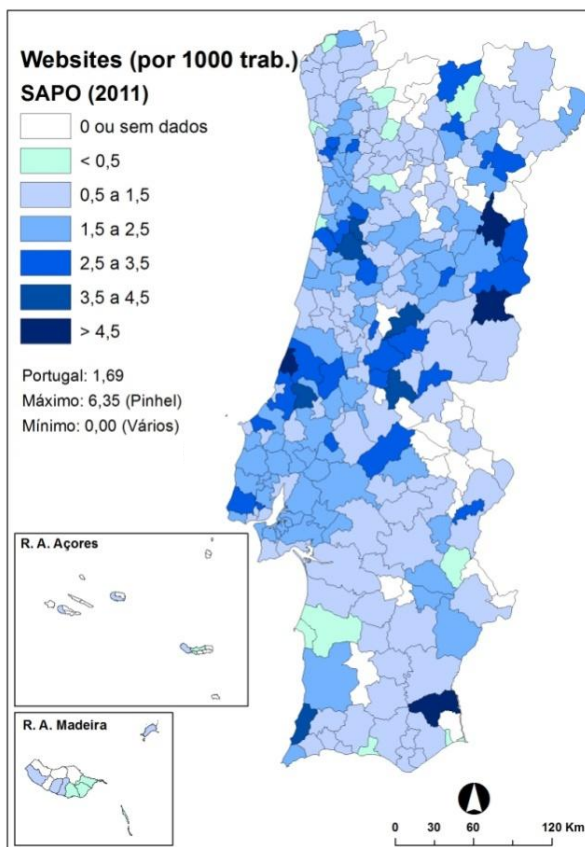 Websites (por 1000 trab.)
SAPO (2011)
0 ou sem dados
< 0,5
0,5 a 1,5
1,5 a 2,5
2,5 a 3,5
3,5 a 4,5
> 4,5
Portugal: 1,69
Máximo: 6,35 (Pinhel)
Mínimo: 0,00 (Vários)
R. A. Açores
R. A. Madeira
0 30 60 120 Km